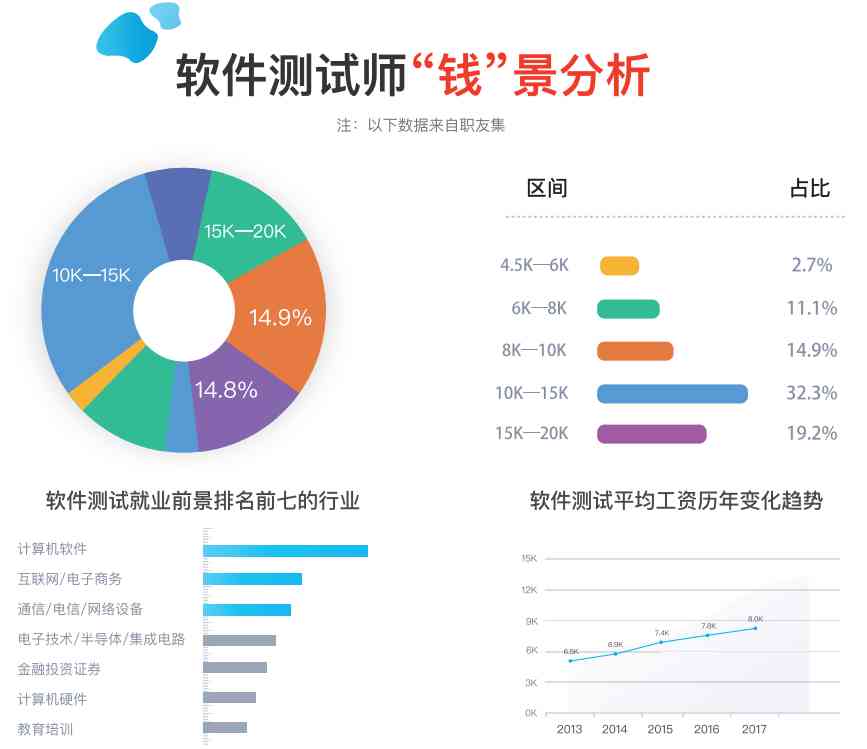 软件测试师“钱”景分析
注：以下数据来自职友集
15K—20K
10K—15K
14.9%
14.8%
区间 占比
4.5K—6K 2.7%
6K—8K 11.1%
8K—10K 14.9%
10K—15K 32.3%
15K—20K 19.2%
软件测试就业前景排名前七的行业
计算机软件
互联网/电子商务
通信/电信/网络设备
电子技术/半导体/集成电路
金融投资证券
计算机硬件
教育培训
软件测试平均工资历年变化趋势
15K
12K
9K
6K
3K
0K
6.9K
7.4K
7.8K
8.0K
2013 2014 2015 2016 2017